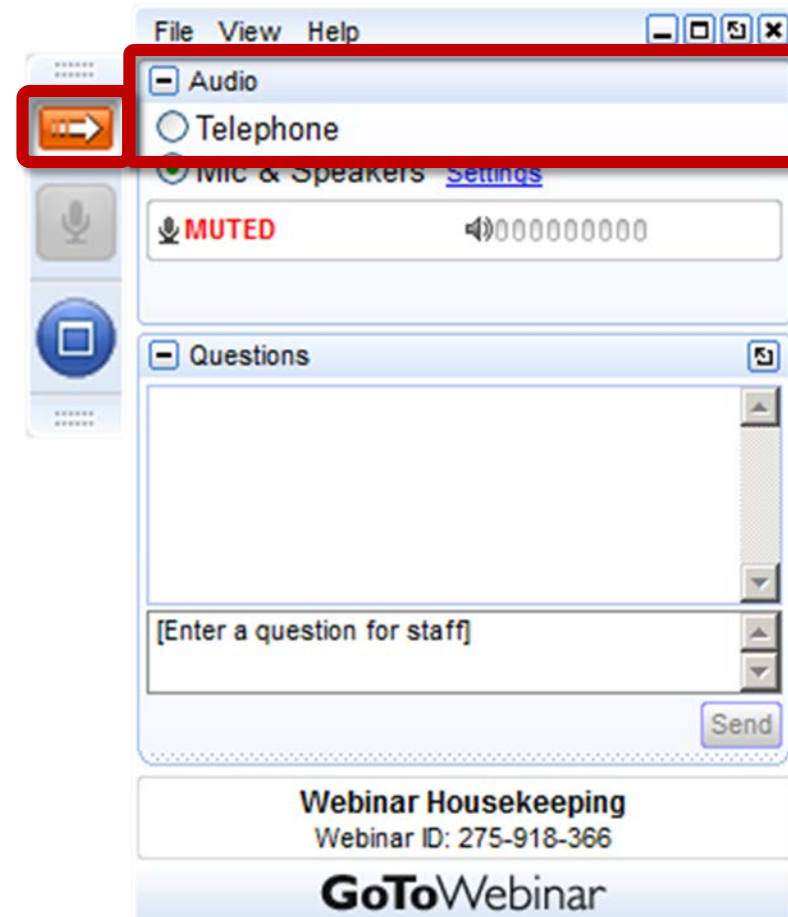 File View Help
Audio
Telephone
Mic & Speakers Settings
MUTED
Questions
[Enter a question for staff]
Send
Webinar Housekeeping
Webinar ID: 275-918-366
GoToWebinar